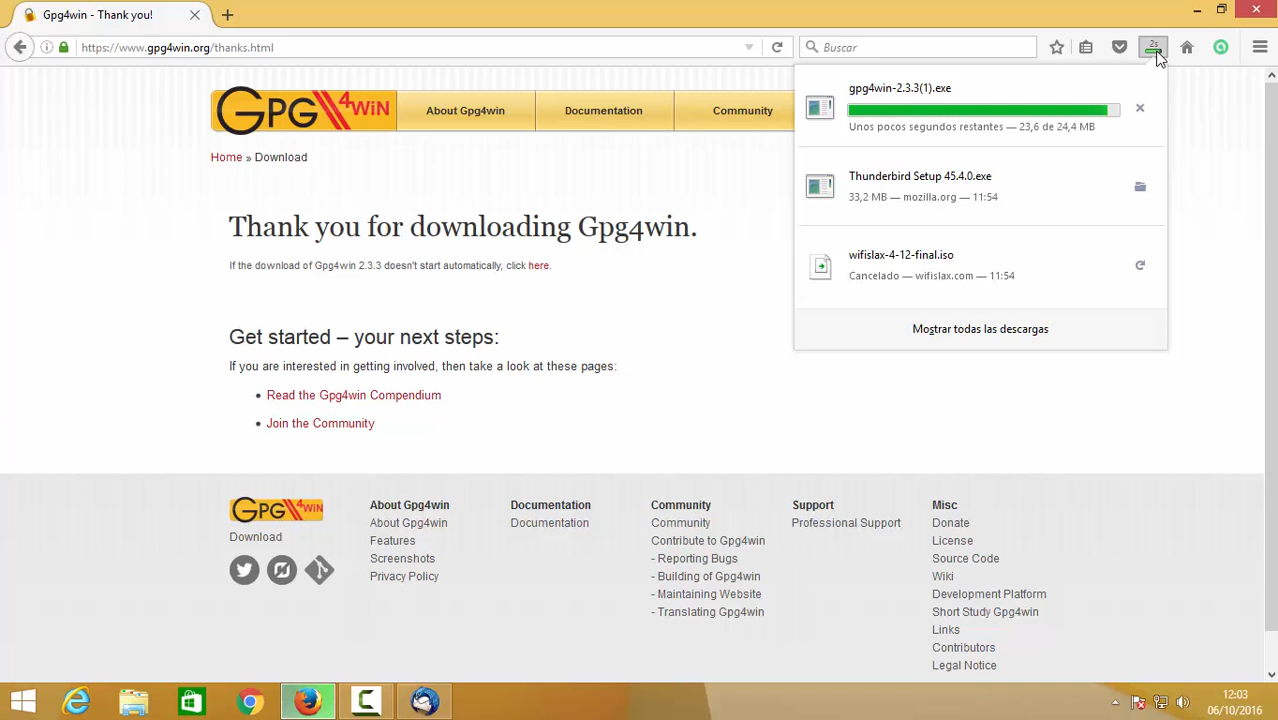 Gpg4win - Thank you!
https://www.gpg4win.org/thanks.html
Buscar
2s
gpg4win-2.3.3(1).exe
Unos pocos segundos restantes — 23,6 de 24,4 MB
Thunderbird Setup 45.4.0.exe
33,2 MB — mozilla.org — 11:54
wifislax-4-12-final.iso
Cancelado — wifislax.com — 11:54
Mostrar todas las descargas
GPG4WiN
About Gpg4win
Documentation
Community
Home » Download
Thank you for downloading Gpg4win.
If the download of Gpg4win 2.3.3 doesn't start automatically, click here.
Get started – your next steps:
If you are interested in getting involved, then take a look at these pages:
• Read the Gpg4win Compendium
• Join the Community
GPG4WiN
Download
About Gpg4win
About Gpg4win
Features
Screenshots
Privacy Policy
Documentation
Documentation
Community
Community
Contribute to Gpg4win
- Reporting Bugs
- Building of Gpg4win
- Maintaining Website
- Translating Gpg4win
Support
Professional Support
Misc
Donate
License
Source Code
Wiki
Development Platform
Short Study Gpg4win
Links
Contributors
Legal Notice
12:03
06/10/2016